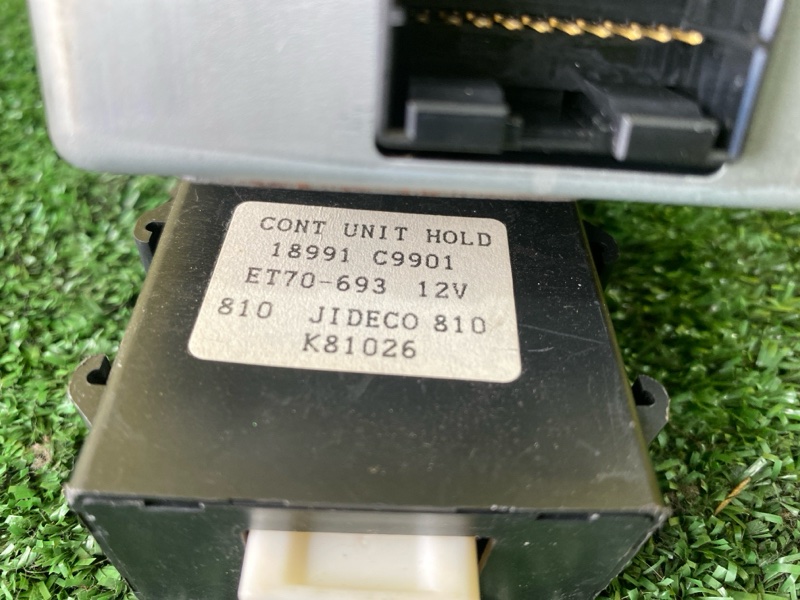 CONT UNIT HOLD
18991 C9901
ET70-693 12V
810 JIDECO 810
K81026